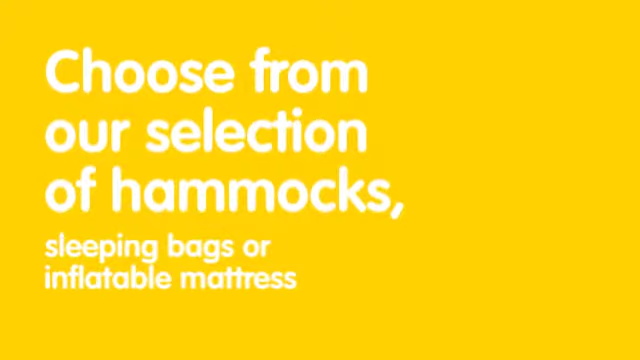 Choose from
our selection
of hammocks,
sleeping bags or
inflatable mattress